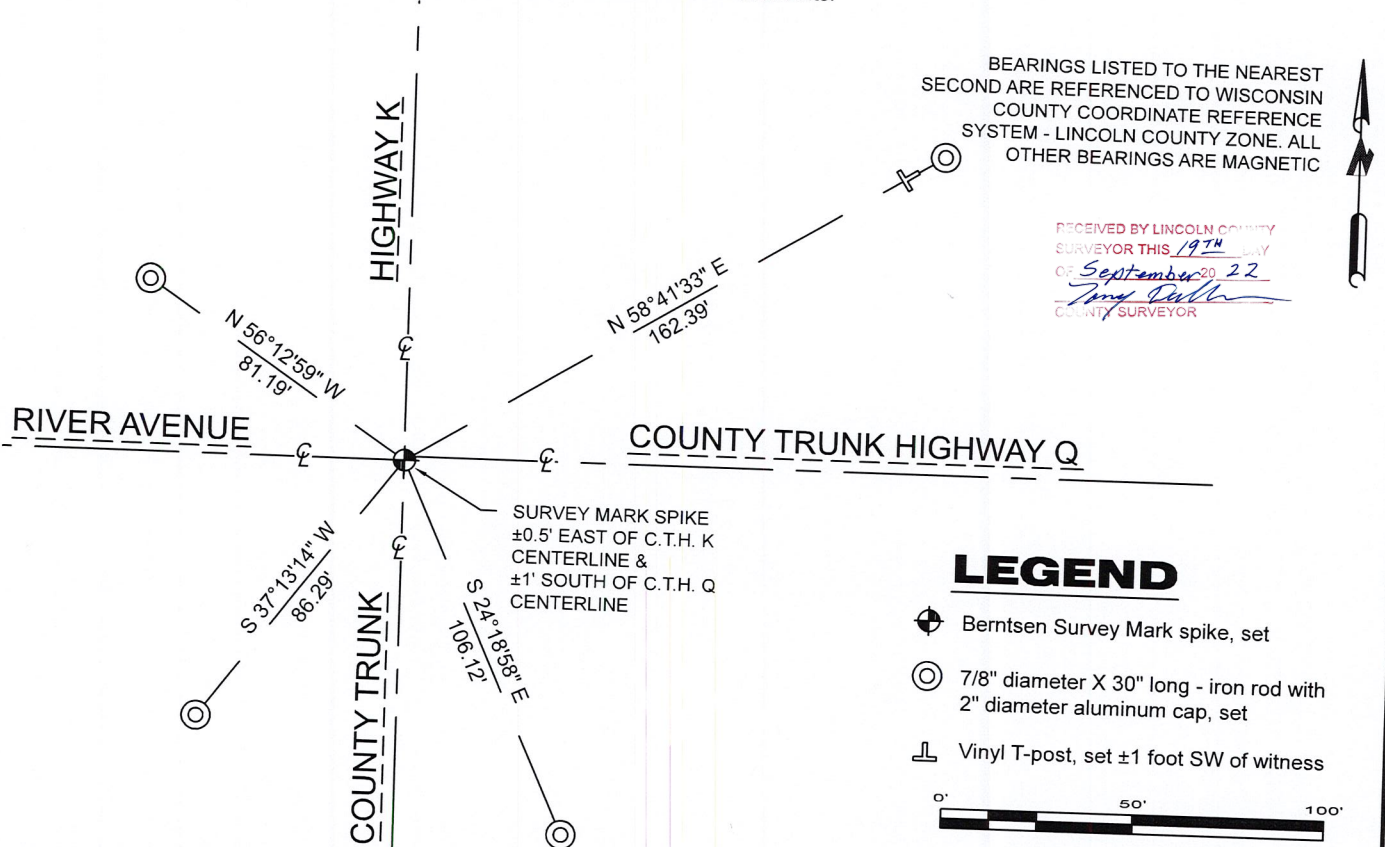 BEARINGS LISTED TO THE NEAREST
SECOND ARE REFERENCED TO WISCONSIN
COUNTY COORDINATE REFERENCE
SYSTEM - LINCOLN COUNTY ZONE. ALL
OTHER BEARINGS ARE MAGNETIC
N
RECEIVED BY LINCOLN COUNTY
SURVEYOR THIS 19TH DAY
OF September 20 22
Tony
COUNTY SURVEYOR
HIGHWAY K
N 58°41'33" E
162.39'
N 56°12'59" W
81.19'
RIVER AVENUE
COUNTY TRUNK HIGHWAY Q
CL
CL
CL
CL
SURVEY MARK SPIKE
±0.5' EAST OF C.T.H. K
CENTERLINE &
±1' SOUTH OF C.T.H. Q
CENTERLINE
S 37°13'14" W
86.29'
S 24°18'58" E
106.12'
COUNTY TRUNK
LEGEND
Berntsen Survey Mark spike, set
7/8" diameter X 30" long - iron rod with
2" diameter aluminum cap, set
Vinyl T-post, set ±1 foot SW of witness
0' 50' 100'